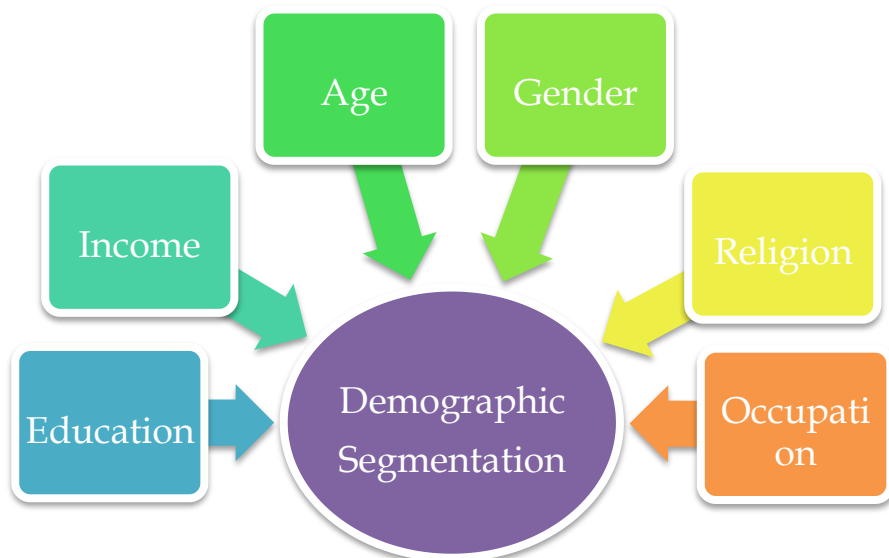 Age
Gender
Income
Religion
Education
Demographic
Segmentation
Occupati
on